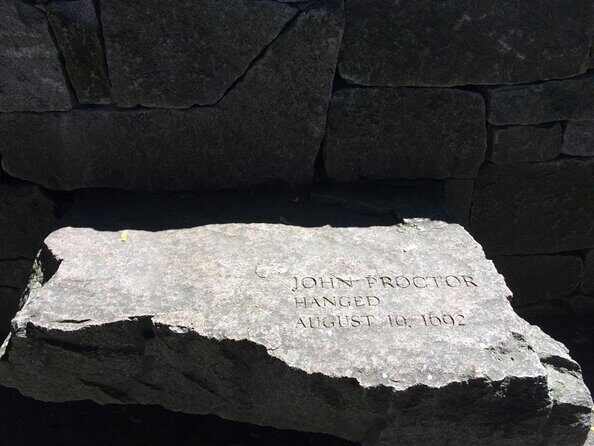 JOHN PROCTOR
HANGED
AUGUST 19, 1692